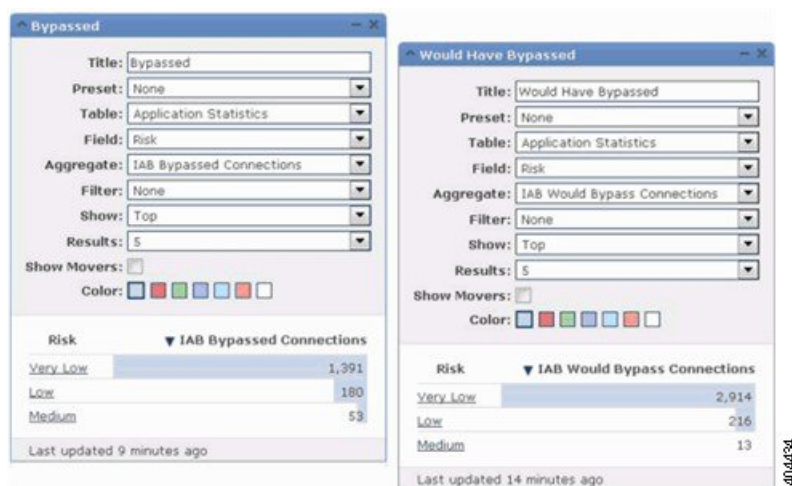 Bypassed
Title: Bypassed
Preset: None
Table: Application Statistics
Field: Risk
Aggregate: IAB Bypassed Connections
Filter: None
Show: Top
Results: 5
Show Movers:
Color:
Risk ▼ IAB Bypassed Connections
Very Low 1,391
Low 180
Medium 53
Last updated 9 minutes ago
Would Have Bypassed
Title: Would Have Bypassed
Preset: None
Table: Application Statistics
Field: Risk
Aggregate: IAB Would Bypass Connections
Filter: None
Show: Top
Results: 5
Show Movers:
Color:
Risk ▼ IAB Would Bypass Connections
Very Low 2,914
Low 216
Medium 13
Last updated 14 minutes ago
404434